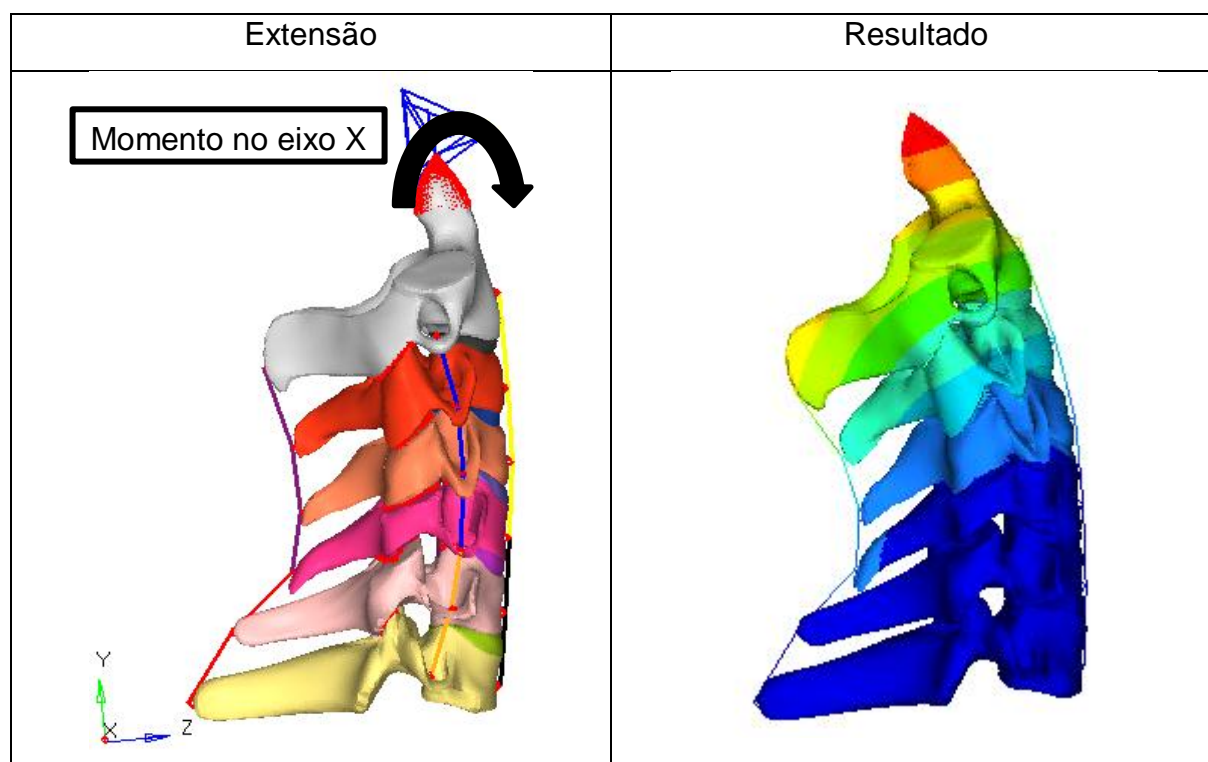 Extensão
Resultado
Momento no eixo X
Y
X
Z